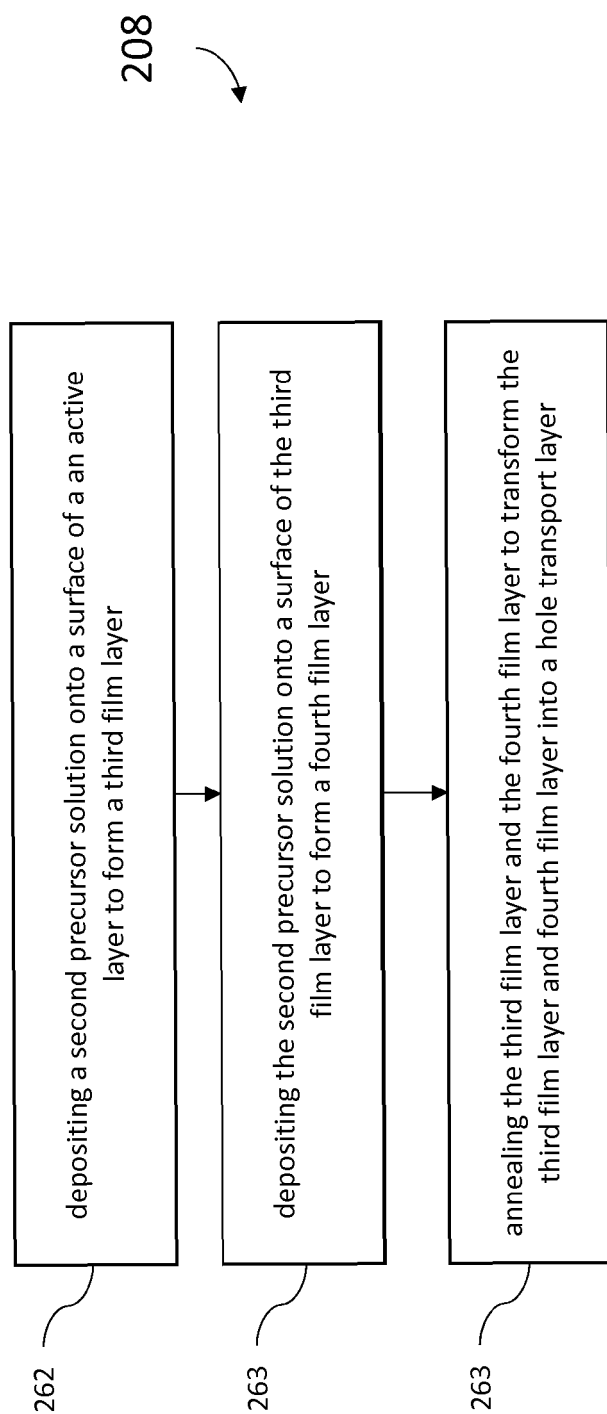 208
262
depositing a second precursor solution onto a surface of a an active
layer to form a third film layer
263
depositing the second precursor solution onto a surface of the third
film layer to form a fourth film layer
263
annealing the third film layer and the fourth film layer to transform the
third film layer and fourth film layer into a hole transport layer